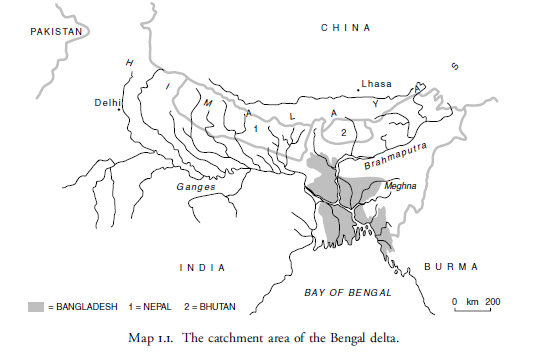 CHINA
PAKISTAN
HIMALAYAS
Lhasa
Delhi
1
2
Brahmaputra
Ganges
Meghna
INDIA
BURMA
BAY OF BENGAL
0 km 200
= BANGLADESH 1 = NEPAL 2 = BHUTAN
Map 1.1. The catchment area of the Bengal delta.